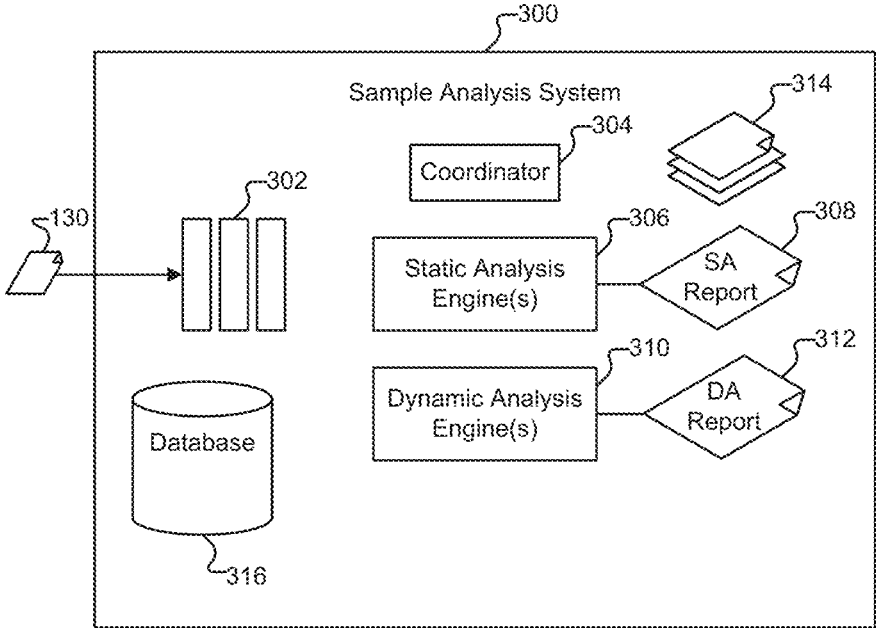 300
Sample Analysis System
314
304
Coordinator
302
130
306
308
Static Analysis
Engine(s)
SA
Report
310
312
Dynamic Analysis
Engine(s)
DA
Report
Database
316